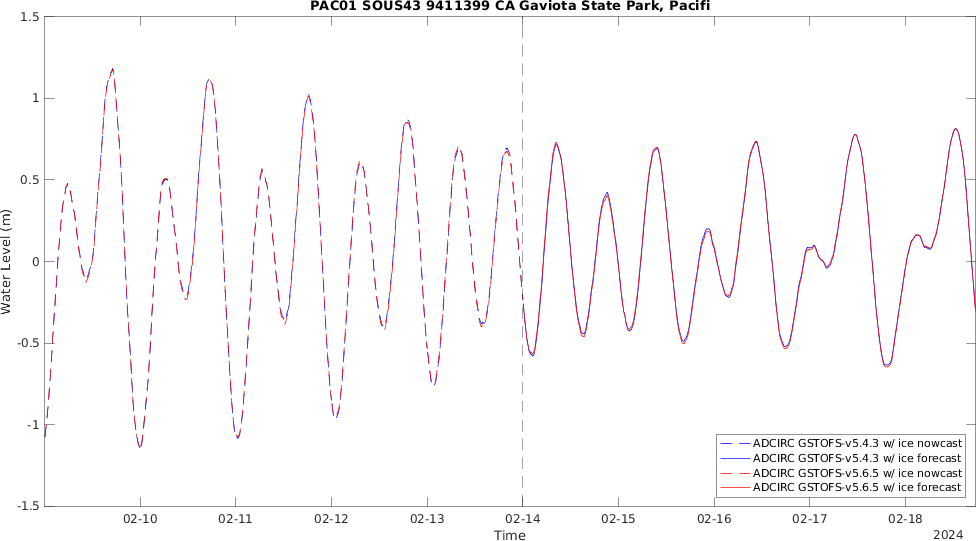 PAC01 SOUS43 9411399 CA Gaviota State Park, Pacifi
1.5
1
0.5
0
-0.5
-1
-1.5
Water Level (m)
02-10
02-11
02-12
02-13
02-14
02-15
02-16
02-17
02-18
Time
2024
ADCIRC GSTOFS-v5.4.3 w/ ice nowcast
ADCIRC GSTOFS-v5.4.3 w/ ice forecast
ADCIRC GSTOFS-v5.6.5 w/ ice nowcast
ADCIRC GSTOFS-v5.6.5 w/ ice forecast